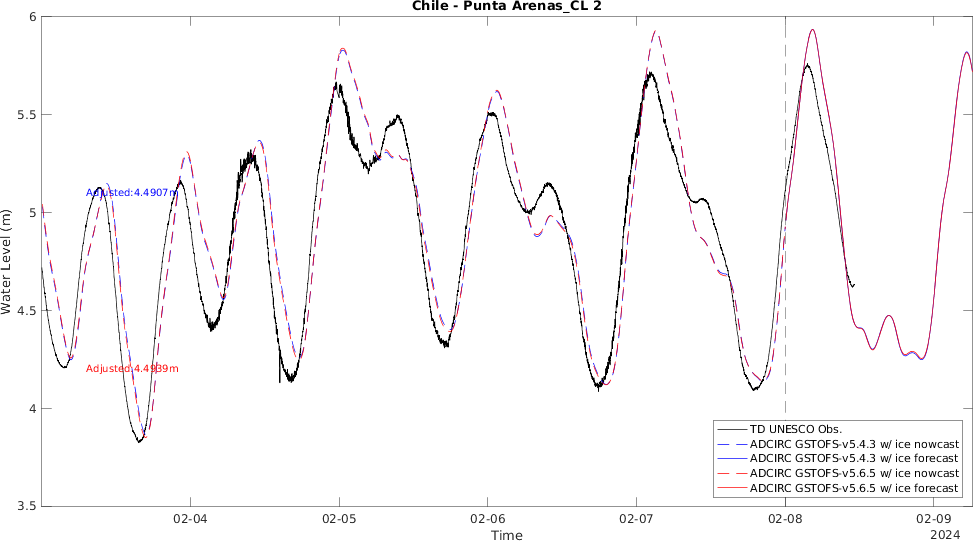 Chile - Punta Arenas_CL 2
6
5.5
5
4.5
4
3.5
Water Level (m)
Adjusted:4.4907m
Adjusted:4.4939m
TD UNESCO Obs.
ADCIRC GSTOFS-v5.4.3 w/ ice nowcast
ADCIRC GSTOFS-v5.4.3 w/ ice forecast
ADCIRC GSTOFS-v5.6.5 w/ ice nowcast
ADCIRC GSTOFS-v5.6.5 w/ ice forecast
02-04
02-05
02-06
02-07
02-08
02-09
Time
2024